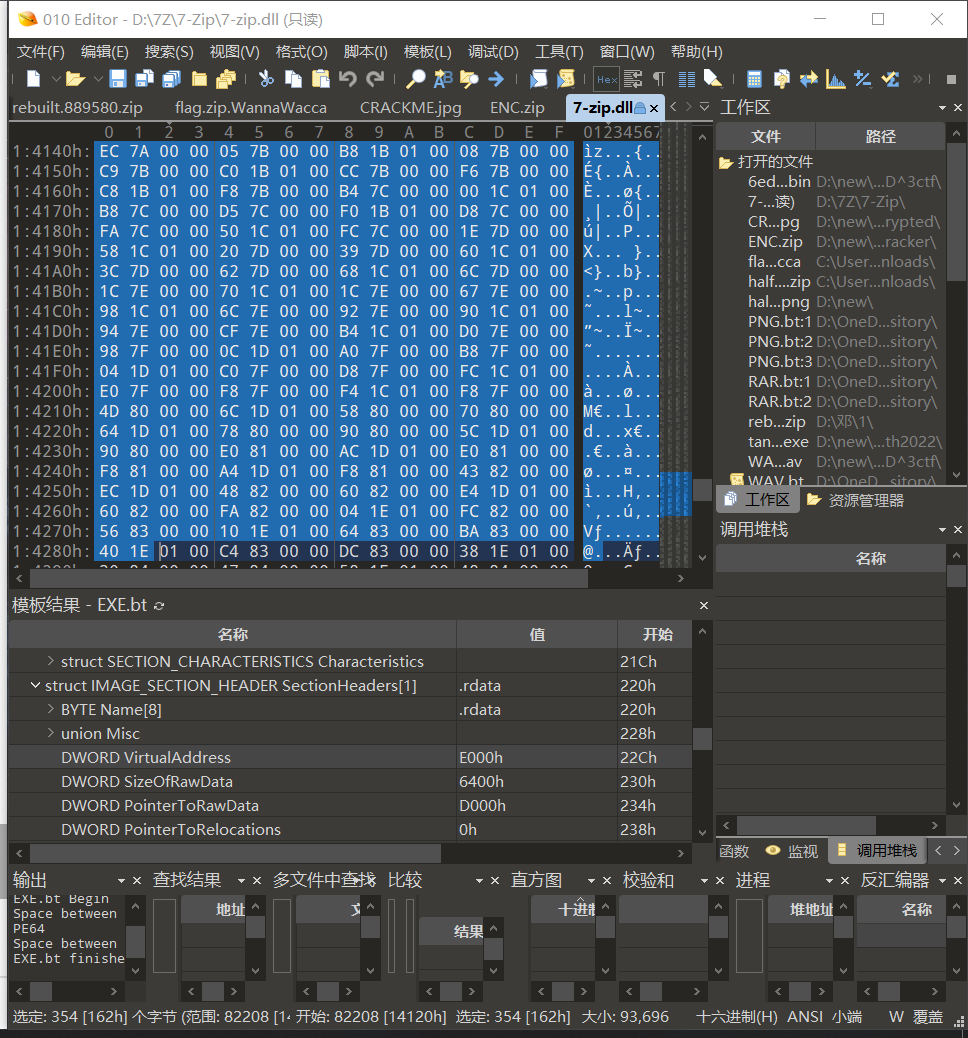 010 Editor - D:\7Z\7-Zip\7-zip.dll (只读)
文件(F) 编辑(E) 搜索(S) 视图(V) 格式(O) 脚本(I) 模板(L) 调试(D) 工具(T) 窗口(W) 帮助(H)
Hex
rebuilt.889580.zip flag.zip.WannaWacca CRACKME.jpg ENC.zip 7-zip.dll
0 1 2 3 4 5 6 7 8 9 A B C D E F 01234567
1:4140h: EC 7A 00 00 05 7B 00 00 B8 1B 01 00 08 7B 00 00 ìz...{..
1:4150h: C9 7B 00 00 C0 1B 01 00 CC 7B 00 00 F6 7B 00 00 É{..À...
1:4160h: C8 1B 01 00 F8 7B 00 00 B4 7C 00 00 00 1C 01 00 È...ø{..
1:4170h: B8 7C 00 00 D5 7C 00 00 F0 1B 01 00 D8 7C 00 00 ¸|..Õ|..
1:4180h: FA 7C 00 00 50 1C 01 00 FC 7C 00 00 1E 7D 00 00 ú|..P...
1:4190h: 58 1C 01 00 20 7D 00 00 39 7D 00 00 60 1C 01 00 X... }..
1:41A0h: 3C 7D 00 00 62 7D 00 00 68 1C 01 00 6C 7D 00 00 <}..b}..
1:41B0h: 1C 7E 00 00 70 1C 01 00 1C 7E 00 00 67 7E 00 00 .~..p...
1:41C0h: 98 1C 01 00 6C 7E 00 00 92 7E 00 00 90 1C 01 00 ˜...l~..
1:41D0h: 94 7E 00 00 CF 7E 00 00 B4 1C 01 00 D0 7E 00 00 ”~..Ï~..
1:41E0h: 98 7F 00 00 0C 1D 01 00 A0 7F 00 00 B8 7F 00 00 ˜.......
1:41F0h: 04 1D 01 00 C0 7F 00 00 D8 7F 00 00 FC 1C 01 00 ....À...
1:4200h: E0 7F 00 00 F8 7F 00 00 F4 1C 01 00 F8 7F 00 00 à...ø...
1:4210h: 4D 80 00 00 6C 1D 01 00 58 80 00 00 70 80 00 00 M€..l...
1:4220h: 64 1D 01 00 78 80 00 00 90 80 00 00 5C 1D 01 00 d...x€..
1:4230h: 90 80 00 00 E0 81 00 00 AC 1D 01 00 E0 81 00 00 .€..à...
1:4240h: F8 81 00 00 A4 1D 01 00 F8 81 00 00 43 82 00 00 ø...¤...
1:4250h: EC 1D 01 00 48 82 00 00 60 82 00 00 E4 1D 01 00 ì...H‚..
1:4260h: 60 82 00 00 FA 82 00 00 04 1E 01 00 FC 82 00 00 `‚..ú‚..
1:4270h: 56 83 00 00 10 1E 01 00 64 83 00 00 BA 83 00 00 Vƒ......
1:4280h: 40 1E 01 00 C4 83 00 00 DC 83 00 00 38 1E 01 00 @...Äƒ..
模板结果 - EXE.bt
名称 值 开始
struct SECTION_CHARACTERISTICS Characteristics 21Ch
struct IMAGE_SECTION_HEADER SectionHeaders[1] .rdata 220h
BYTE Name[8] .rdata 220h
union Misc 228h
DWORD VirtualAddress E000h 22Ch
DWORD SizeOfRawData 6400h 230h
DWORD PointerToRawData D000h 234h
DWORD PointerToRelocations 0h 238h
工作区
文件 路径
打开的文件
6ed...bin D:\new\...D^3ctf\
7-...读) D:\7Z\7-Zip\
CR...pg D:\new\...rypted\
ENC.zip D:\new\...racker\
fla...cca C:\User...nloads\
half....zip C:\User...nloads\
hal...png D:\new\
PNG.bt:1 D:\OneD...sitory\
PNG.bt:2 D:\OneD...sitory\
PNG.bt:3 D:\OneD...sitory\
RAR.bt:1 D:\OneD...sitory\
RAR.bt:2 D:\OneD...sitory\
reb...zip D:\邓\1\
tan...exe D:\new\...th2022\
WA...av D:\new\...D^3ctf\
WAV.bt D:\OneD...sitory\
工作区 资源管理器
调用堆栈
名称
函数 监视 调用堆栈
输出 查找结果 多文件中查找 比较 直方图 校验和 进程 反汇编器
EXE.bt Begin
Space between
PE64
Space between
EXE.bt finishe
地址 文 结果 十进制 堆地址 名称
选定: 354 [162h] 个字节 (范围: 82208 [14 开始: 82208 [14120h] 选定: 354 [162h] 大小: 93,696 十六进制(H) ANSI 小端 W 覆盖